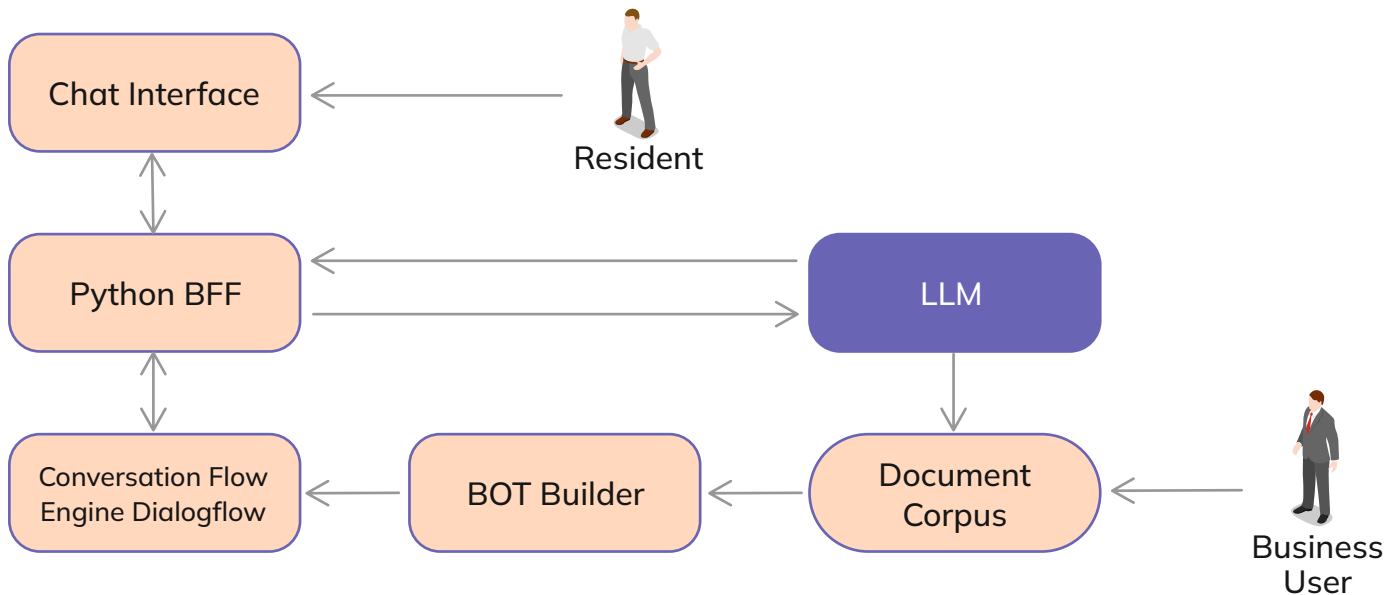 Chat Interface
Resident
Python BFF
LLM
Conversation Flow
Engine Dialogflow
BOT Builder
Document
Corpus
Business
User